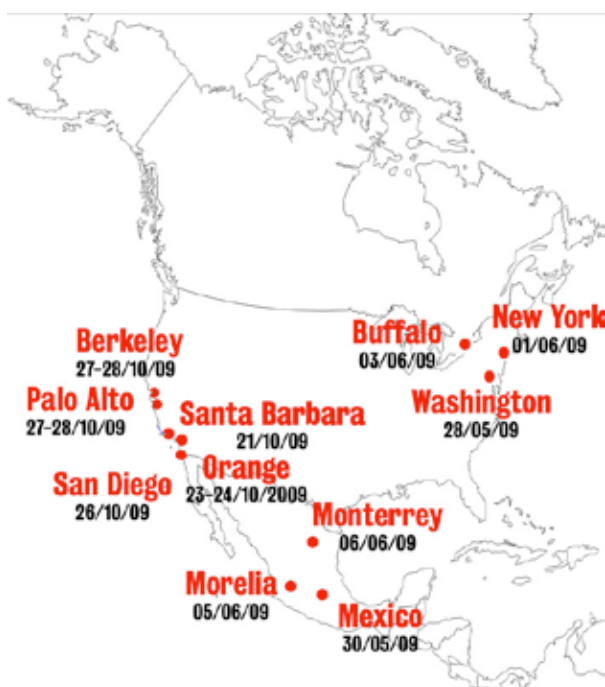 Buffalo
03/06/09
New York
01/06/09
Washington
28/05/09
Berkeley
27-28/10/09
Palo Alto
27-28/10/09
Santa Barbara
21/10/09
Orange
23-24/10/2009
San Diego
26/10/09
Monterrey
06/06/09
Morelia
05/06/09
Mexico
30/05/09